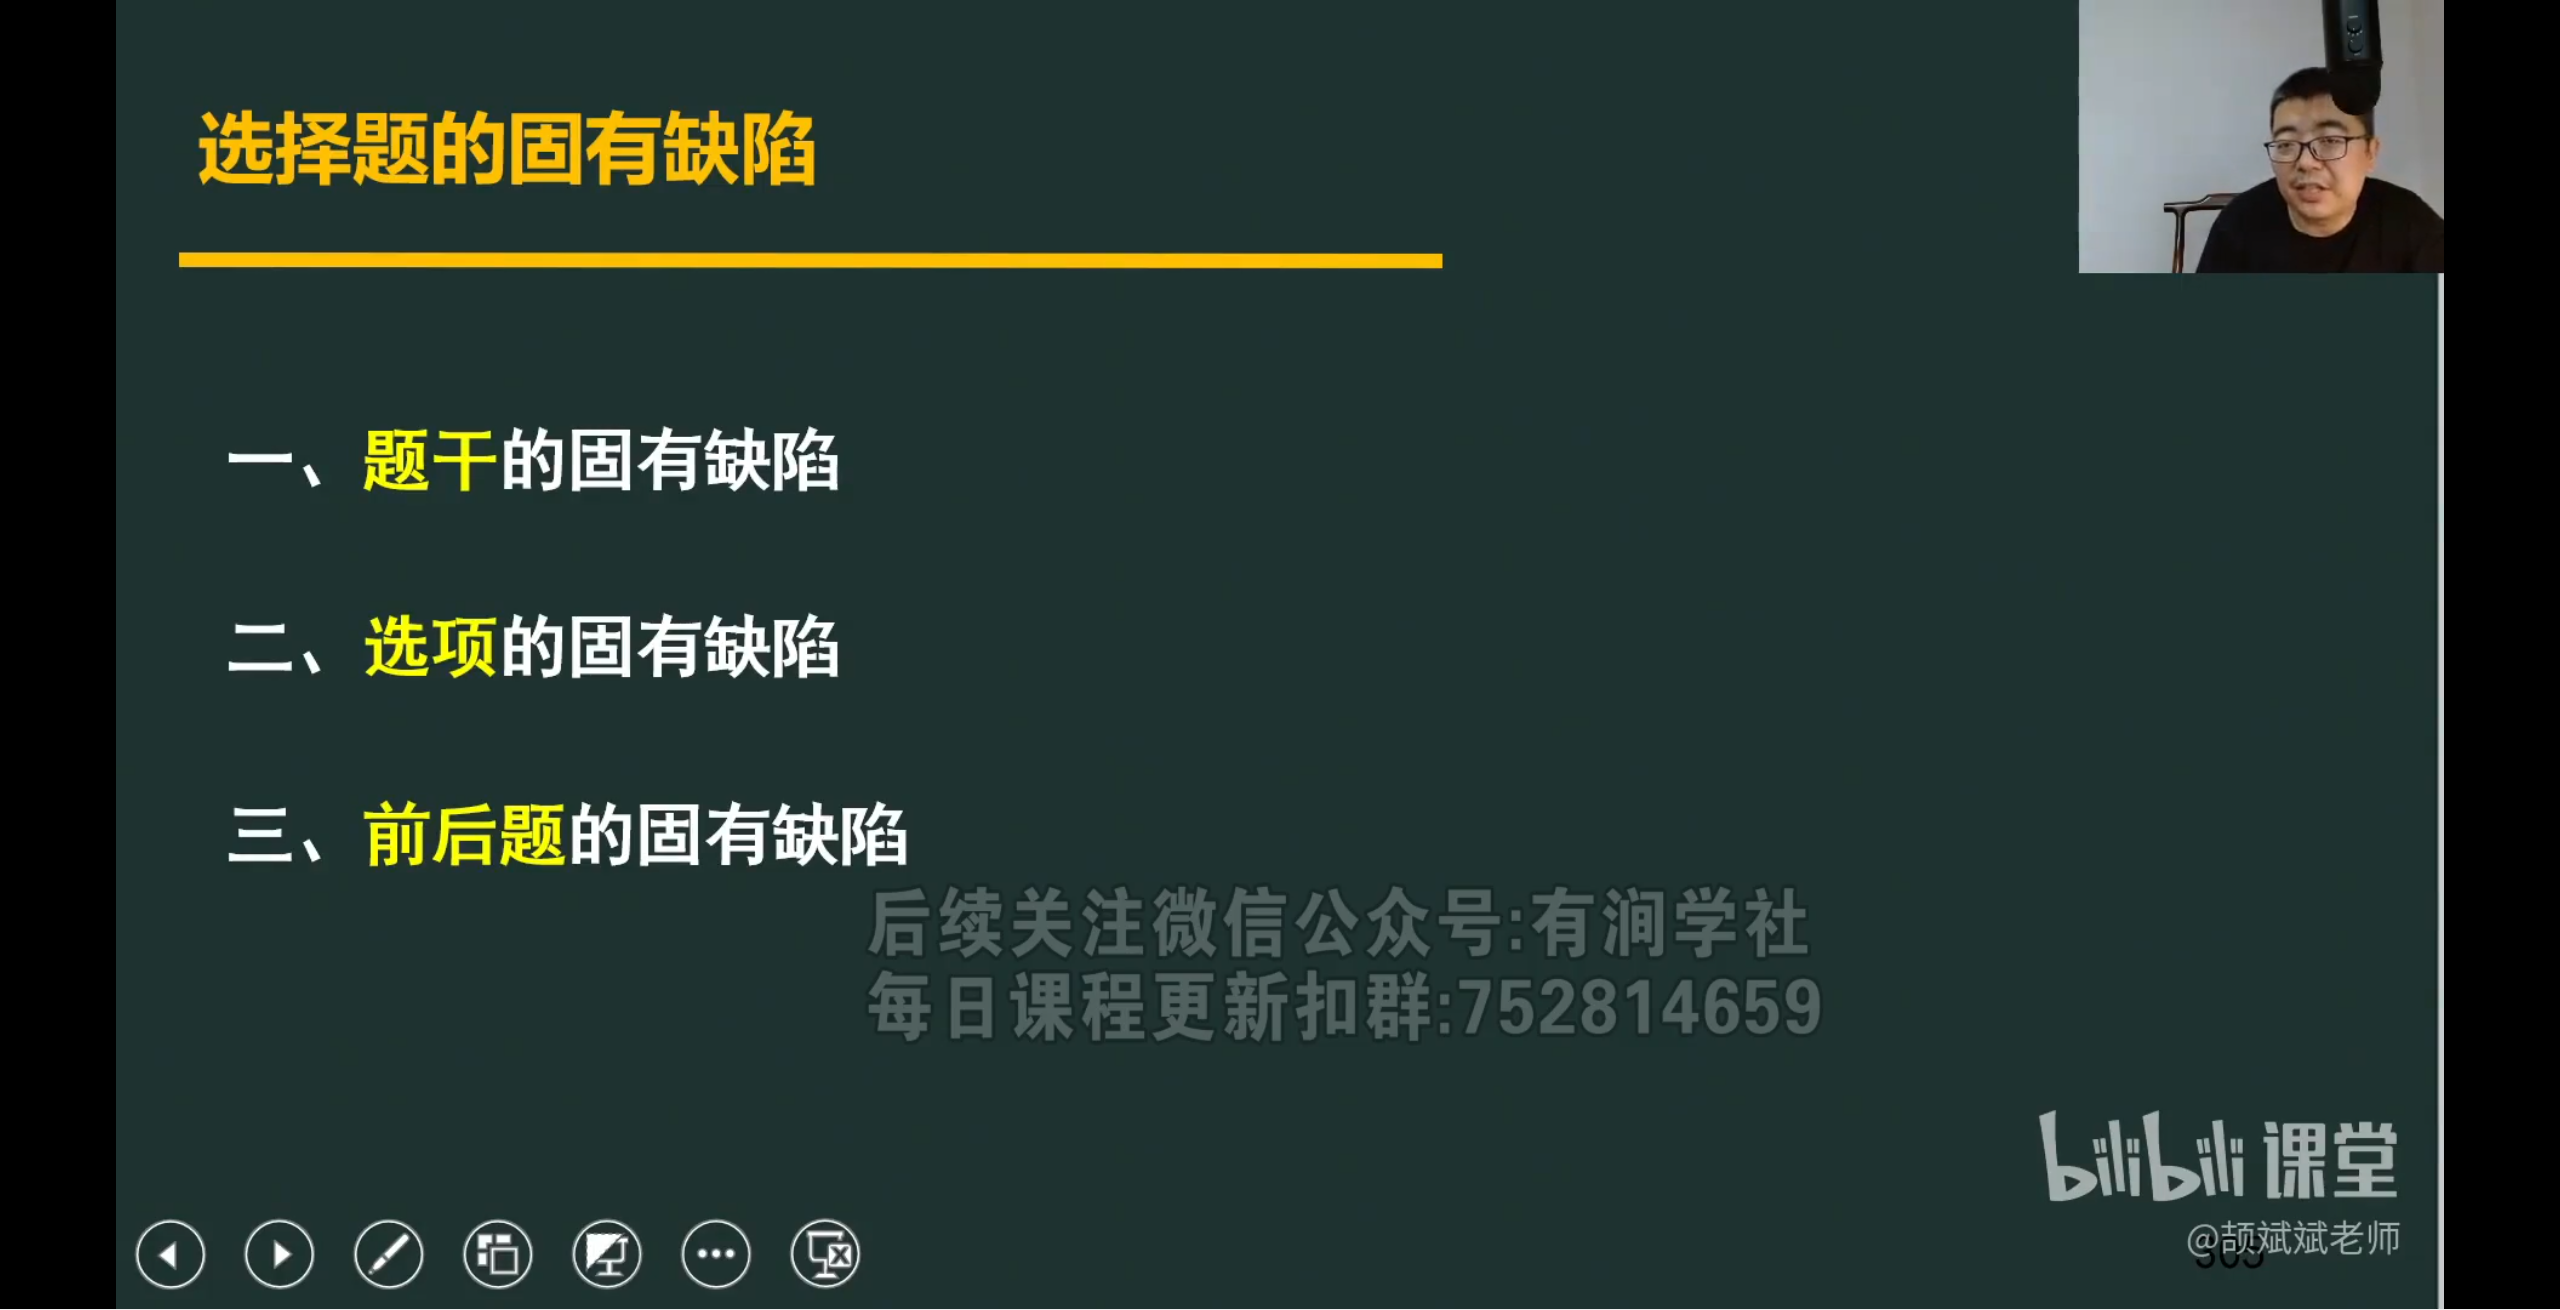 选择题的固有缺陷
一、题干的固有缺陷
二、选项的固有缺陷
三、前后题的固有缺陷
后续关注微信公众号:有涧学社
每日课程更新扣群:752814659
bilibili 课堂
@颉斌斌老师